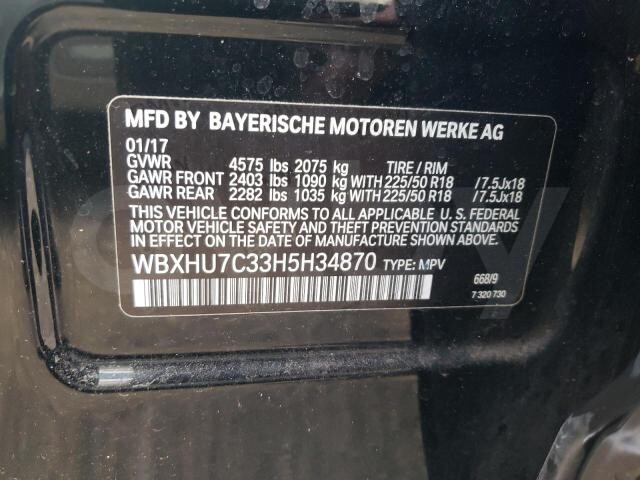 MFD BY BAYERISCHE MOTOREN WERKE AG
01/17
GVWR 4575 lbs 2075 kg TIRE / RIM
GAWR FRONT 2403 lbs 1090 kg WITH 225/50 R18 /7.5Jx18
GAWR REAR 2282 lbs 1035 kg WITH 225/50 R18 /7.5Jx18
THIS VEHICLE CONFORMS TO ALL APPLICABLE U. S. FEDERAL
MOTOR VEHICLE SAFETY AND THEFT PREVENTION STANDARDS
IN EFFECT ON THE DATE OF MANUFACTURE SHOWN ABOVE.
WBXHU7C33H5H34870 TYPE: MPV
668/9
7 320 730